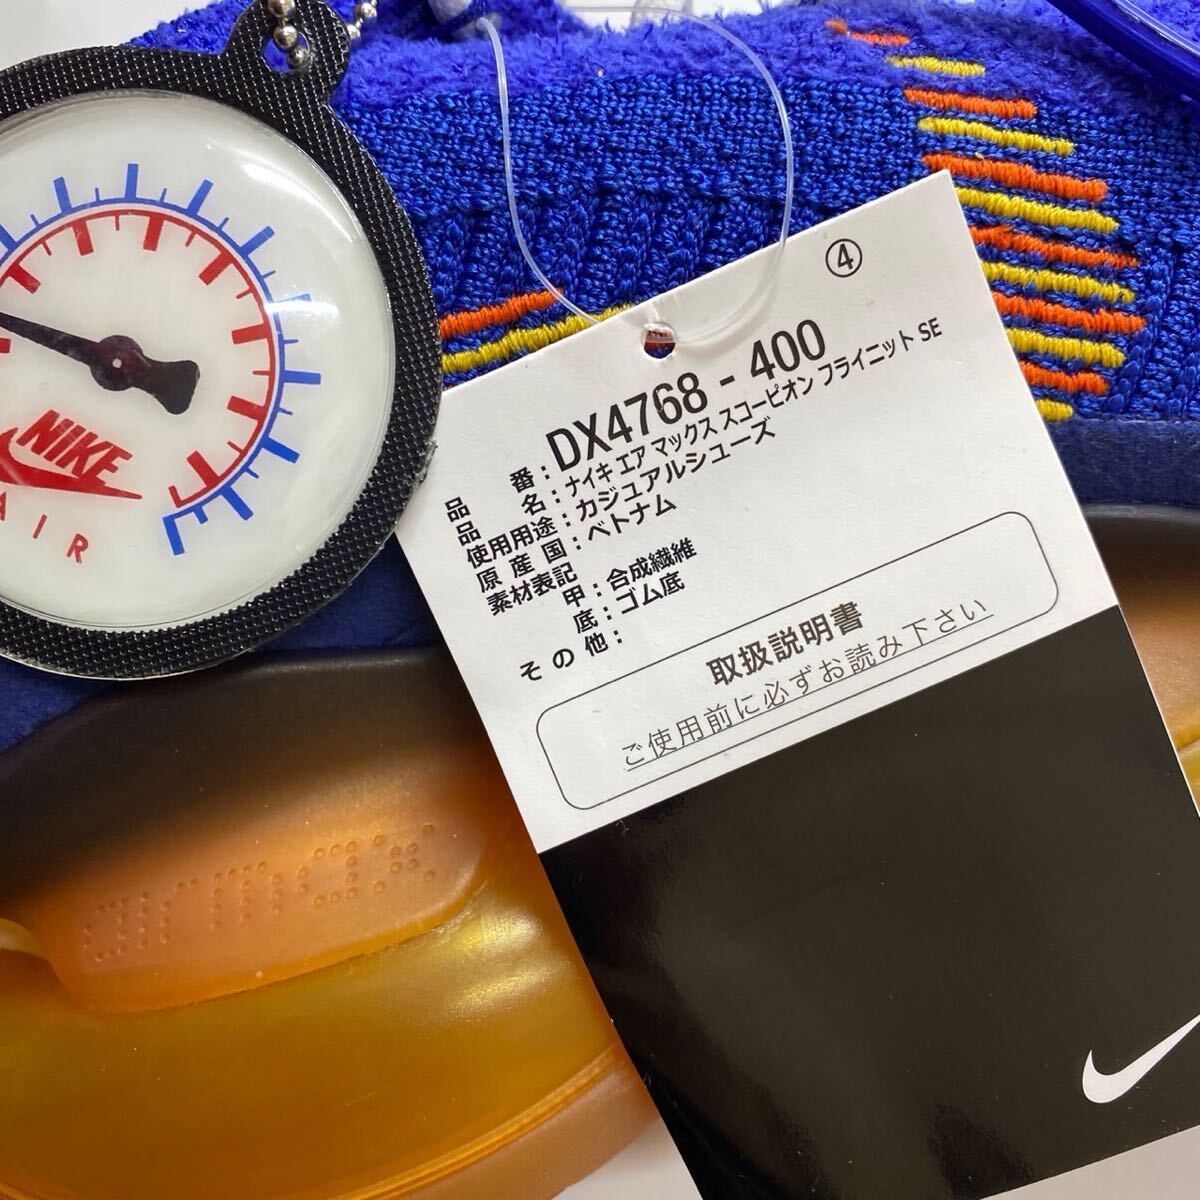 ④
品番：DX4768 - 400
品名：ナイキ エア マックス スコーピオン フライニット SE
使用用途：カジュアルシューズ
原産国：ベトナム
素材表記
甲：合成繊維
底：ゴム底
その他：
取扱説明書
ご使用前に必ずお読み下さい
NIKE
AIR
air max